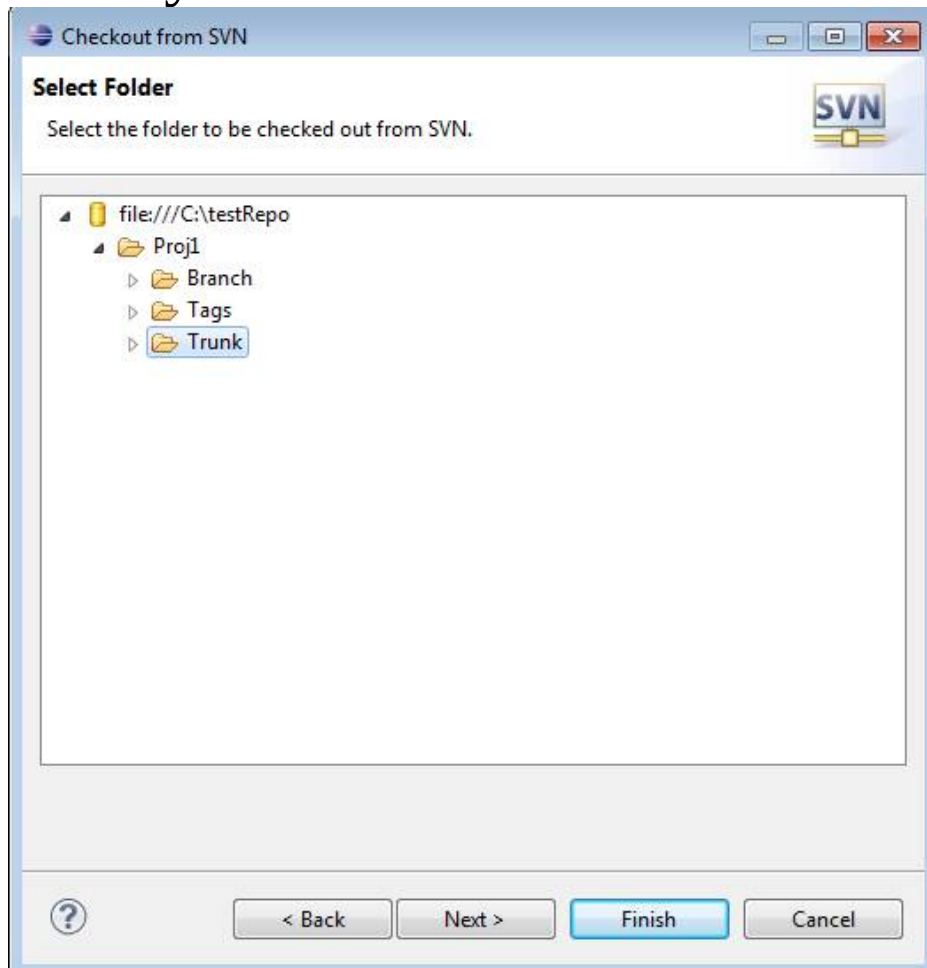 Checkout from SVN
Select Folder
Select the folder to be checked out from SVN.
SVN
file:///C:\testRepo
Proj1
Branch
Tags
Trunk
?
< Back
Next >
Finish
Cancel